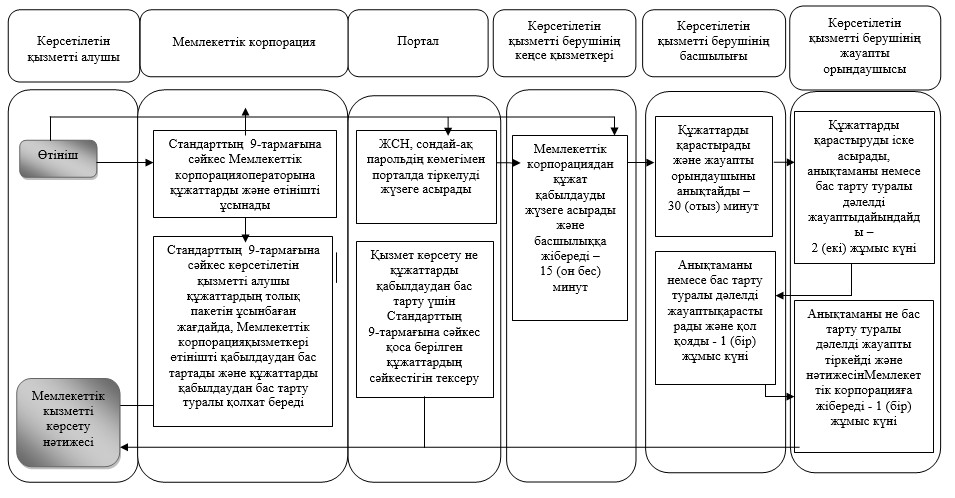 Көрсетілетін
қызметті алушы
Мемлекеттік корпорация
Портал
Көрсетілетін
қызметті берушінің
кеңсе қызметкері
Көрсетілетін
қызметті берушінің
басшылығы
Көрсетілетін
қызметті берушінің
жауапты
орындаушысы
Өтініш
Стандарттың 9-тармағына
сәйкес Мемлекеттік
корпорацияоператорына
құжаттарды және өтінішті
ұсынады
ЖСН, сондай-ақ
парольдің көмегімен
порталда тіркелуді
жүзеге асырады
Мемлекеттік
корпорациядан
құжат
қабылдауды
жүзеге асырады
және
басшылыққа
жібереді –
15 (он бес)
минут
Құжаттарды
қарастырады
және жауапты
орындаушыны
анықтайды –
30 (отыз) минут
Құжаттарды
қарастыруды іске
асырады,
анықтаманы немесе
бас тарту туралы
дәлелді
жауаптыдайындайд
ы –
2 (екі) жұмыс күні
Стандарттың 9-тармағына
сәйкес көрсетілетін
қызметті алушы
құжаттардың толық
пакетін ұсынбаған
жағдайда, Мемлекеттік
корпорацияқызметкері
өтінішті қабылдаудан бас
тартады және құжаттарды
қабылдаудан бас тарту
туралы қолхат береді
Қызмет көрсету не
құжаттарды
қабылдаудан бас
тарту үшін
Стандарттың
9-тармағына сәйкес
қоса берілген
құжаттардың
сәйкестігін тексеру
Анықтаманы
немесе бас тарту
туралы дәлелді
жауаптықарасты
рады және қол
қояды - 1 (бір)
жұмыс күні
Анықтаманы не бас
тарту туралы
дәлелді жауапты
тіркейді және
нәтижесінМемлекет
тік корпорацияға
жібереді - 1 (бір)
жұмыс күні
Мемлекеттік
кызметті
көрсету
нәтижесі